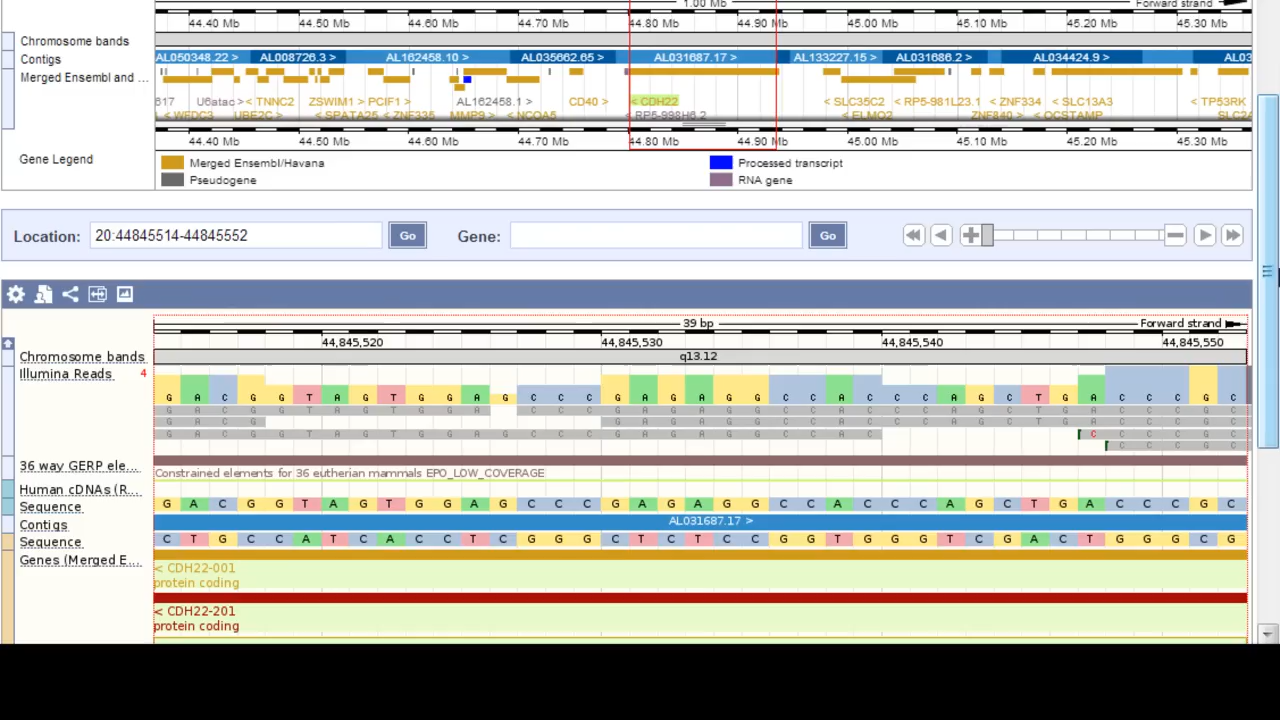 1.00 Mb Forward strand
44.40 Mb 44.50 Mb 44.60 Mb 44.70 Mb 44.80 Mb 44.90 Mb 45.00 Mb 45.10 Mb 45.20 Mb 45.30 Mb
Chromosome bands
Contigs AL050348.22 > AL008726.3 > AL162458.10 > AL035662.65 > AL031687.17 > AL133227.15 > AL031686.2 > AL034424.9 > AL03
Merged Ensembl and ...
617 U6atac > < TNNC2 ZSWIM1 > PCIF1 > AL162458.1 > CD40 > < CDH22 < SLC35C2 < RP5-981L23.1 < ZNF334 < SLC13A3 < TP53RK
< WFDC3 UBE2C > < SPATA25 < ZNF335 MMP9 > < NCOA5 < RP5-998H6.2 < ELMO2 ZNF840 > < OCSTAMP SLC2A
44.40 Mb 44.50 Mb 44.60 Mb 44.70 Mb 44.80 Mb 44.90 Mb 45.00 Mb 45.10 Mb 45.20 Mb 45.30 Mb
Gene Legend
Merged Ensembl/Havana Processed transcript
Pseudogene RNA gene
Location: 20:44845514-44845552 Go Gene: Go
39 bp Forward strand
44,845,520 44,845,530 44,845,540 44,845,550
Chromosome bands q13.12
Illumina Reads 4
G A C G G T A G T G G A G C C C G A G A G G C C A C C C A G C T G A C C C G C
G A C G G T A G T G G A C C C G A G A G G C C A C C C A G C T G A C C C G C
G A C G G A G A G G C C A C C C A G C T G A C C C G C
G A C G G T A G T G G A G C C C G A G A G G C C A C C C C C G C
C C C G C
36 way GERP ele...
Constrained elements for 36 eutherian mammals EPO_LOW_COVERAGE
Human cDNAs (R...
Sequence G A C G G T A G T G G A G C C C G A G A G G C C A C C C A G C T G A C C C G C
Contigs AL031687.17 >
Sequence C T G C C A T C A C C T C G G G C T C T C C G G T G G G T C G A C T G G G C G
Genes (Merged E...
< CDH22-001
protein coding
< CDH22-201
protein coding